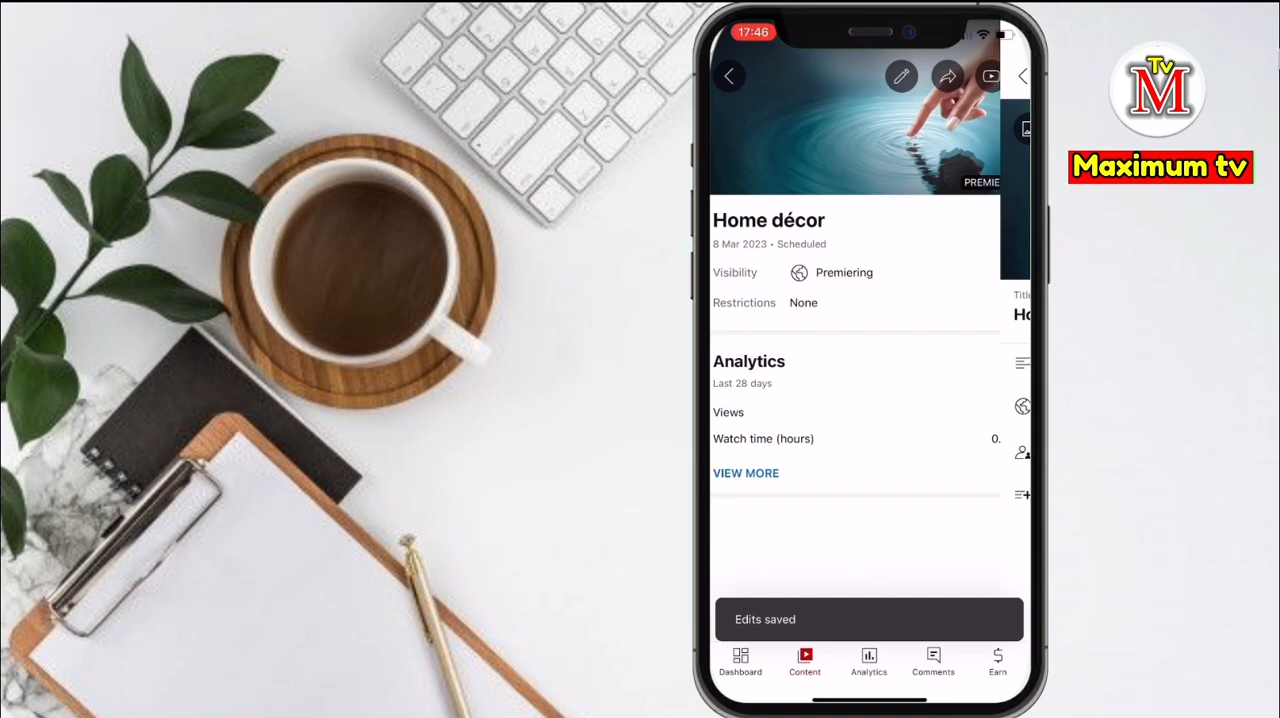 17:46
PREMIE
Home décor
8 Mar 2023 • Scheduled
Visibility Premiering
Restrictions None
Analytics
Last 28 days
Views
Watch time (hours) 0.
VIEW MORE
Edits saved
Dashboard Content Analytics Comments Earn
Title
Ho
Tv
M
Maximum tv